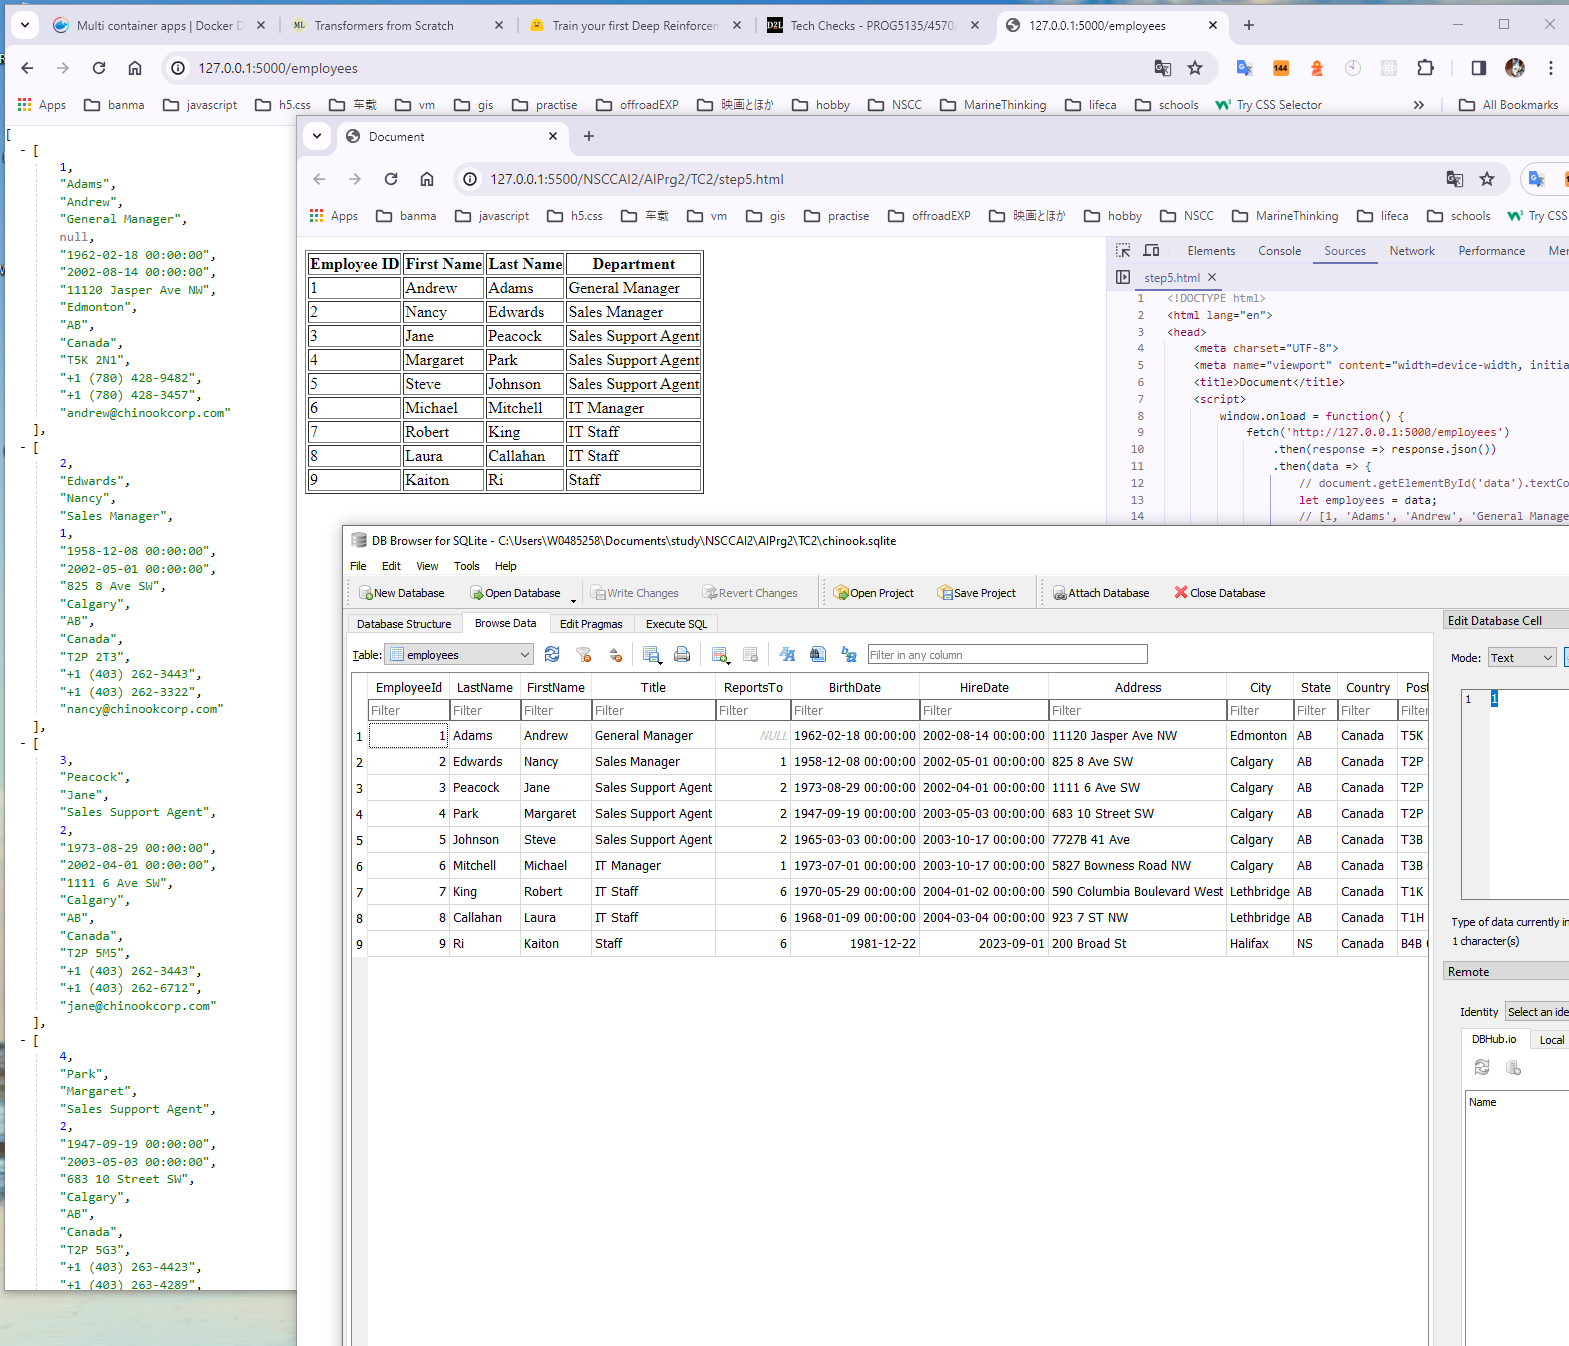 Multi container apps | Docker D
Transformers from Scratch
Train your first Deep Reinforcem
Tech Checks - PROG5135/4570/
127.0.0.1:5000/employees
127.0.0.1:5000/employees
144
Apps banma javascript h5.css 车载 vm gis practise offroadEXP 映画とほか hobby NSCC MarineThinking lifeca schools Try CSS Selector » All Bookmarks
[
- [
1,
"Adams",
"Andrew",
"General Manager",
null,
"1962-02-18 00:00:00",
"2002-08-14 00:00:00",
"11120 Jasper Ave NW",
"Edmonton",
"AB",
"Canada",
"T5K 2N1",
"+1 (780) 428-9482",
"+1 (780) 428-3457",
"andrew@chinookcorp.com"
],
- [
2,
"Edwards",
"Nancy",
"Sales Manager",
1,
"1958-12-08 00:00:00",
"2002-05-01 00:00:00",
"825 8 Ave SW",
"Calgary",
"AB",
"Canada",
"T2P 2T3",
"+1 (403) 262-3443",
"+1 (403) 262-3322",
"nancy@chinookcorp.com"
],
- [
3,
"Peacock",
"Jane",
"Sales Support Agent",
2,
"1973-08-29 00:00:00",
"2002-04-01 00:00:00",
"1111 6 Ave SW",
"Calgary",
"AB",
"Canada",
"T2P 5M5",
"+1 (403) 262-3443",
"+1 (403) 262-6712",
"jane@chinookcorp.com"
],
- [
4,
"Park",
"Margaret",
"Sales Support Agent",
2,
"1947-09-19 00:00:00",
"2003-05-03 00:00:00",
"683 10 Street SW",
"Calgary",
"AB",
"Canada",
"T2P 5G3",
"+1 (403) 263-4423",
"+1 (403) 263-4289",
Document
127.0.0.1:5500/NSCCAI2/AIPrg2/TC2/step5.html
Apps banma javascript h5.css 车载 vm gis practise offroadEXP 映画とほか hobby NSCC MarineThinking lifeca schools Try CSS
Employee ID First Name Last Name Department
1 Andrew Adams General Manager
2 Nancy Edwards Sales Manager
3 Jane Peacock Sales Support Agent
4 Margaret Park Sales Support Agent
5 Steve Johnson Sales Support Agent
6 Michael Mitchell IT Manager
7 Robert King IT Staff
8 Laura Callahan IT Staff
9 Kaiton Ri Staff
Elements Console Sources Network Performance Mer
step5.html
1 <!DOCTYPE html>
2 <html lang="en">
3 <head>
4 <meta charset="UTF-8">
5 <meta name="viewport" content="width=device-width, initia
6 <title>Document</title>
7 <script>
8 window.onload = function() {
9 fetch('http://127.0.0.1:5000/employees')
10 .then(response => response.json())
11 .then(data => {
12 // document.getElementById('data').textCo
13 let employees = data;
14 // [1, 'Adams', 'Andrew', 'General Manage
DB Browser for SQLite - C:\Users\W0485258\Documents\study\NSCCAI2\AIPrg2\TC2\chinook.sqlite
File Edit View Tools Help
New Database Open Database Write Changes Revert Changes Open Project Save Project Attach Database Close Database
Database Structure Browse Data Edit Pragmas Execute SQL
Table: employees Filter in any column
EmployeeId LastName FirstName Title ReportsTo BirthDate HireDate Address City State Country Post
Filter Filter Filter Filter Filter Filter Filter Filter Filter Filter Filter Filter
1 1 Adams Andrew General Manager NULL 1962-02-18 00:00:00 2002-08-14 00:00:00 11120 Jasper Ave NW Edmonton AB Canada T5K
2 2 Edwards Nancy Sales Manager 1 1958-12-08 00:00:00 2002-05-01 00:00:00 825 8 Ave SW Calgary AB Canada T2P
3 3 Peacock Jane Sales Support Agent 2 1973-08-29 00:00:00 2002-04-01 00:00:00 1111 6 Ave SW Calgary AB Canada T2P
4 4 Park Margaret Sales Support Agent 2 1947-09-19 00:00:00 2003-05-03 00:00:00 683 10 Street SW Calgary AB Canada T2P
5 5 Johnson Steve Sales Support Agent 2 1965-03-03 00:00:00 2003-10-17 00:00:00 7727B 41 Ave Calgary AB Canada T3B
6 6 Mitchell Michael IT Manager 1 1973-07-01 00:00:00 2003-10-17 00:00:00 5827 Bowness Road NW Calgary AB Canada T3B
7 7 King Robert IT Staff 6 1970-05-29 00:00:00 2004-01-02 00:00:00 590 Columbia Boulevard West Lethbridge AB Canada T1K
8 8 Callahan Laura IT Staff 6 1968-01-09 00:00:00 2004-03-04 00:00:00 923 7 ST NW Lethbridge AB Canada T1H
9 9 Ri Kaiton Staff 6 1981-12-22 2023-09-01 200 Broad St Halifax NS Canada B4B
Edit Database Cell
Mode: Text
1 1
Type of data currently in
1 character(s)
Remote
Identity Select an ide
DBHub.io Local
Name